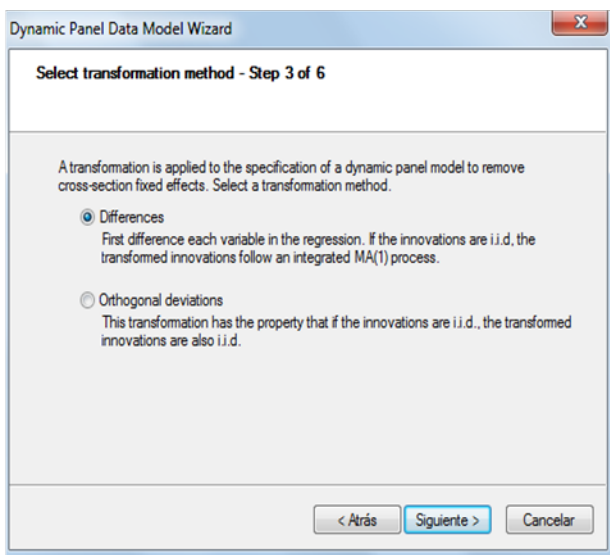 Dynamic Panel Data Model Wizard
X
Select transformation method - Step 3 of 6
A transformation is applied to the specification of a dynamic panel model to remove
cross-section fixed effects. Select a transformation method.
Differences
First difference each variable in the regression. If the innovations are i.i.d, the
transformed innovations follow an integrated MA(1) process.
Orthogonal deviations
This transformation has the property that if the innovations are i.i.d., the transformed
innovations are also i.i.d.
< Atrás
Siguiente >
Cancelar